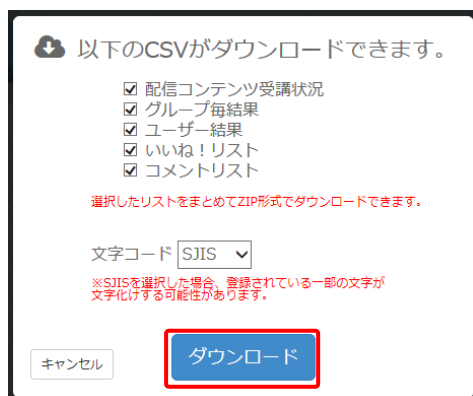 以下のCSVがダウンロードできます。
配信コンテンツ受講状況
グループ毎結果
ユーザー結果
いいね！リスト
コメントリスト
選択したリストをまとめてZIP形式でダウンロードできます。
文字コード SJIS
※SJISを選択した場合、登録されている一部の文字が
文字化けする可能性があります。
キャンセル
ダウンロード